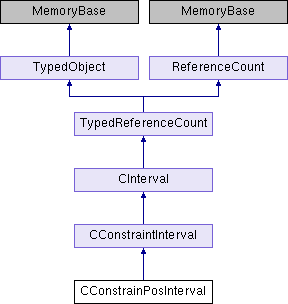 MemoryBase
MemoryBase
TypedObject
ReferenceCount
TypedReferenceCount
CInterval
CConstraintInterval
CConstrainPosInterval